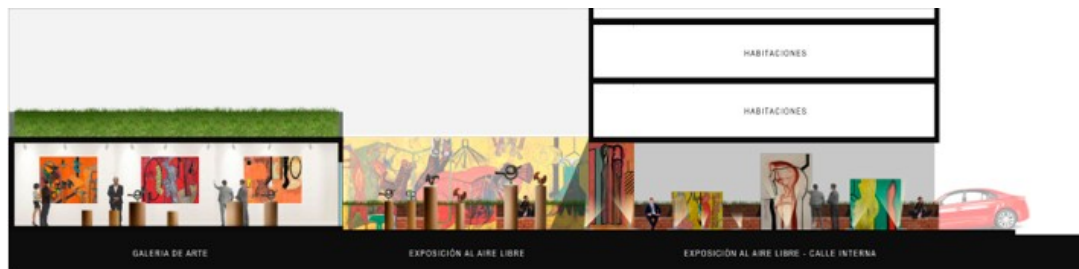 HABITACIONES
HABITACIONES
GALERIA DE ARTE
EXPOSICIÓN AL AIRE LIBRE
EXPOSICIÓN AL AIRE LIBRE - CALLE INTERNA